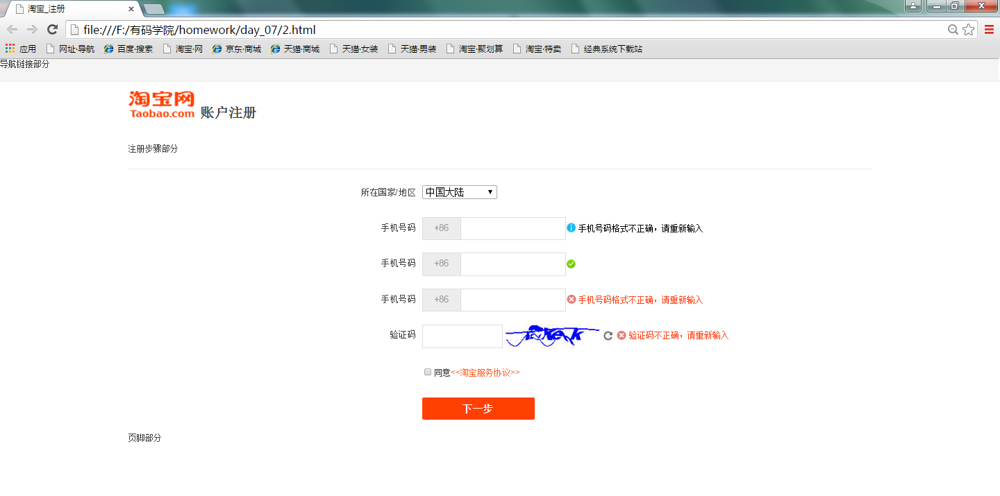 淘宝_注册
file:///F:/有码学院/homework/day_07/2.html
应用 网址·导航 百度·搜索 淘宝·网 京东·商城 天猫·商城 天猫·女装 天猫·男装 淘宝·聚划算 淘宝·特卖 经典系统下载站
导航链接部分
淘宝网
Taobao.com 账户注册
注册步骤部分
所在国家/地区 中国大陆
手机号码 +86 手机号码格式不正确，请重新输入
手机号码 +86
手机号码 +86 手机号码格式不正确，请重新输入
验证码 验证码不正确，请重新输入
同意<<淘宝服务协议>>
下一步
页脚部分